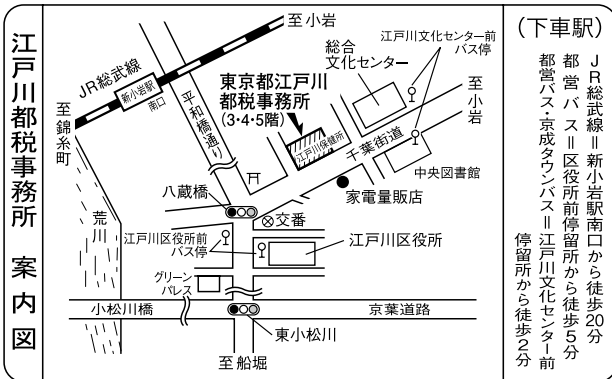 江戸川都税事務所 案内図
至小岩
JR総武線
新小岩駅
南口
至錦糸町
平和橋通り
東京都江戸川
都税事務所
(3・4・5階)
江戸川保健所
総合
文化センター
江戸川文化センター前
バス停
至小岩
千葉街道
中央図書館
家電量販店
八蔵橋
交番
荒川
江戸川区役所前
バス停
江戸川区役所
グリーン
パレス
小松川橋
京葉道路
東小松川
至船堀
(下車駅)
JR総武線=新小岩駅南口から徒歩20分
都営バス=区役所前停留所から徒歩5分
都営バス・京成タウンバス=江戸川文化センター前
停留所から徒歩2分